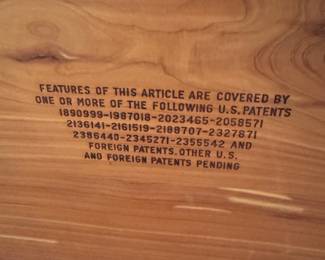 FEATURES OF THIS ARTICLE ARE COVERED BY
ONE OR MORE OF THE FOLLOWING U.S. PATENTS
1890999-1987018-2023465-2058571
2136141-2161519-2188707-2327871
2336440-2345271-2355542 AND
FOREIGN PATENTS. OTHER U.S.
AND FOREIGN PATENTS PENDING